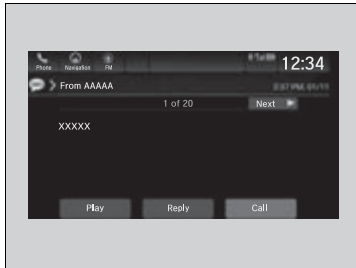 Phone Navigation FM 12:34
From AAAAA
1 of 20 Next
XXXXX
Play Reply Call